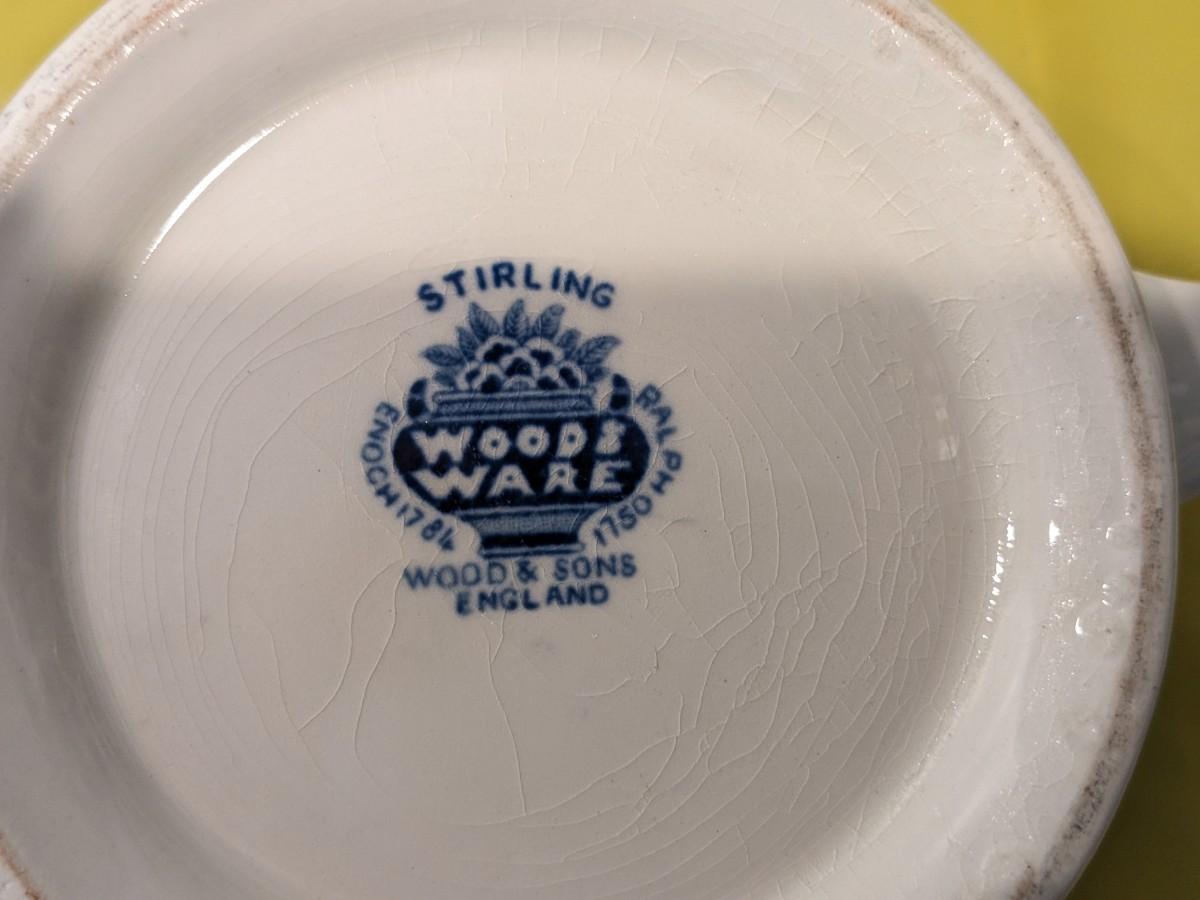 STIRLING
WOODS
WARE
ENOCH 1784
RALPH 1750
WOOD & SONS
ENGLAND